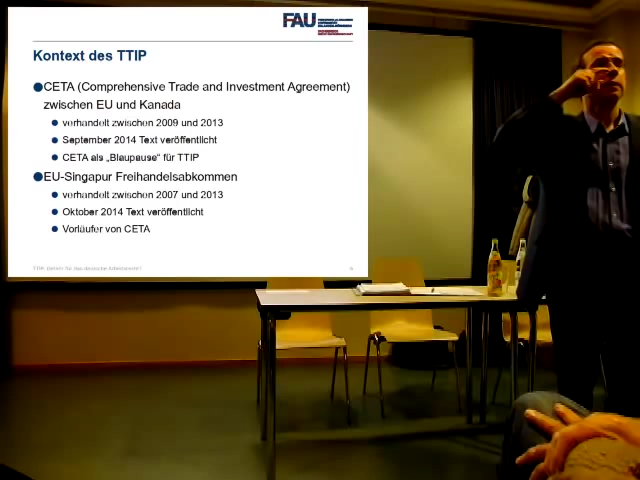 FAU
Kontext des TTIP
CETA (Comprehensive Trade and Investment Agreement)
zwischen EU und Kanada
verhandelt zwischen 2009 und 2013
September 2014 Text veröffentlicht
CETA als „Blaupause“ für TTIP
EU-Singapur Freihandelsabkommen
verhandelt zwischen 2007 und 2013
Oktober 2014 Text veröffentlicht
Vorläufer von CETA